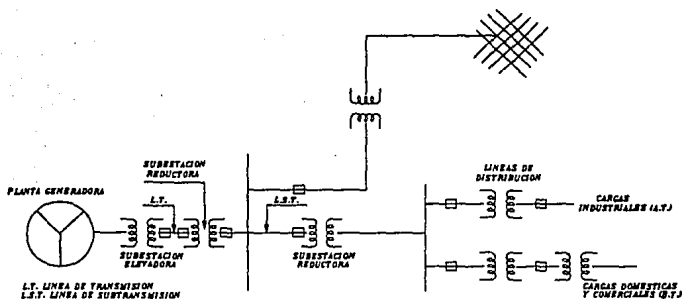 SUBESTACION
REDUCTORA
PLANTA GENERADORA
L.T.
L.S.T.
LINEAS DE
DISTRIBUCION
CARGAS
INDUSTRIALES (A.T.)
SUBESTACION
ELEVADORA
SUBESTACION
REDUCTORA
L.T. LINEA DE TRANSMISION
L.S.T. LINEA DE SUBTRANSMISION
CARGAS DOMESTICAS
Y COMERCIALES (B.T.)